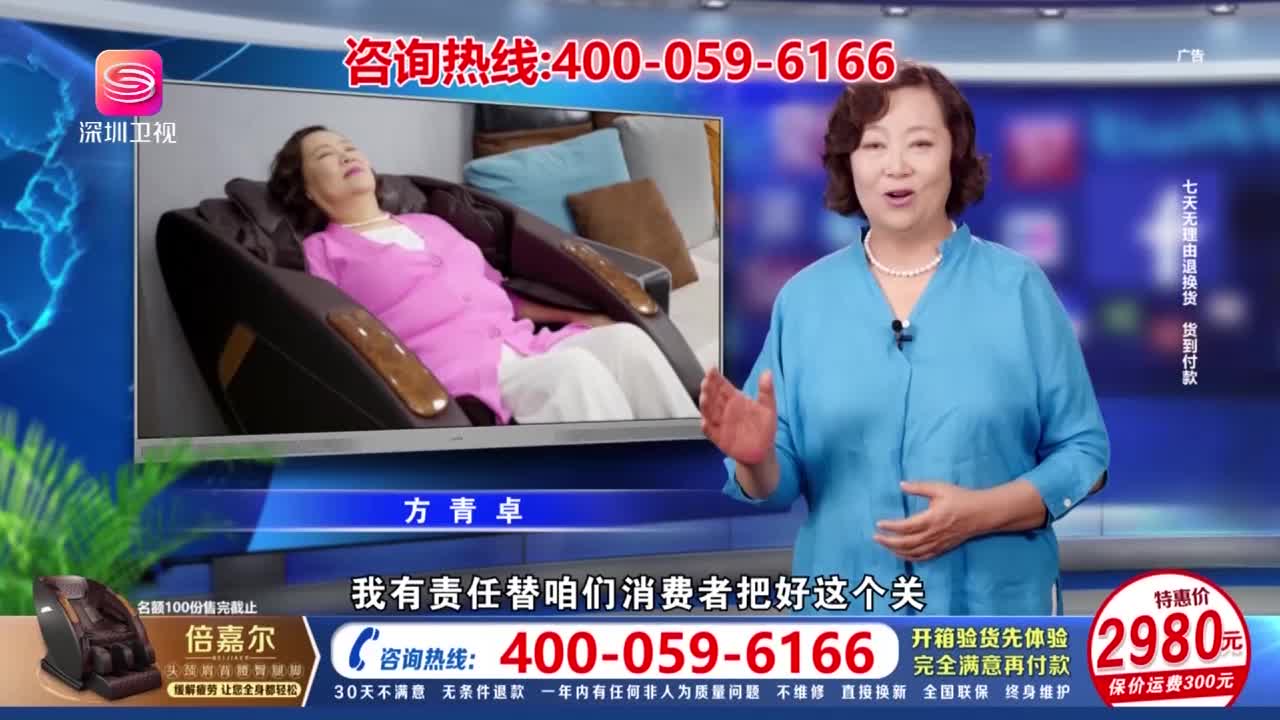 咨询热线:400-059-6166
广告
深圳卫视
七天无理由退换货 货到付款
方青卓
我有责任替咱们消费者把好这个关
名额100份售完截止
倍嘉尔
BEIJIAER
头颈肩背腰臀腿脚
缓解疲劳 让您全身都轻松
咨询热线: 400-059-6166
开箱验货先体验
完全满意再付款
特惠价
2980元
保价运费300元
30天不满意 无条件退款 一年内有任何非人为质量问题 不维修 直接换新 全国联保 终身维护